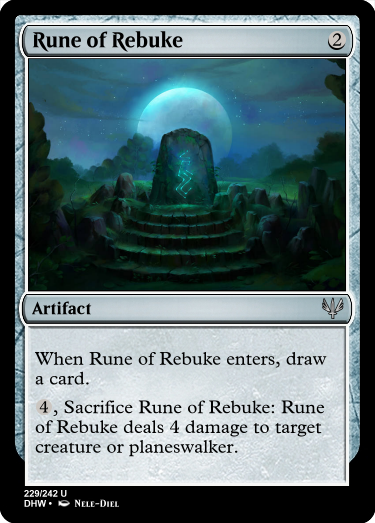 Rune of Rebuke 2
Artifact
When Rune of Rebuke enters, draw
a card.
4, Sacrifice Rune of Rebuke: Rune
of Rebuke deals 4 damage to target
creature or planeswalker.
229/242 U
DHW • Nele-Diel